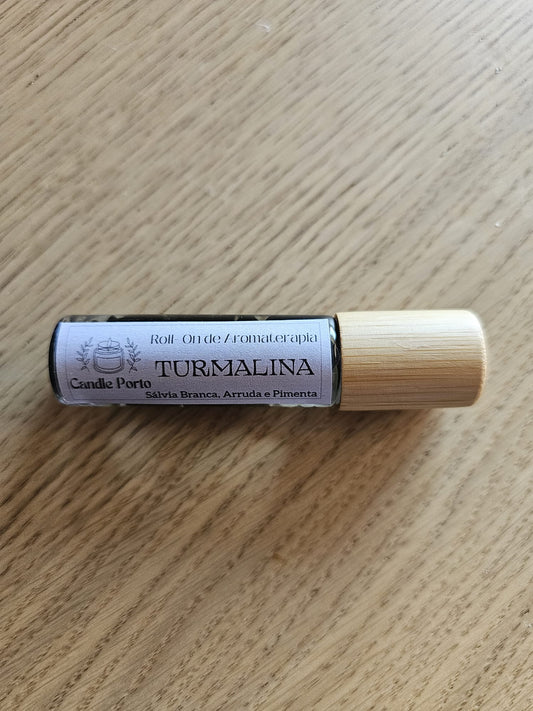 Roll-On de Aromaterapia
TURMALINA
Candle Porto
Sálvia Branca, Arruda e Pimenta